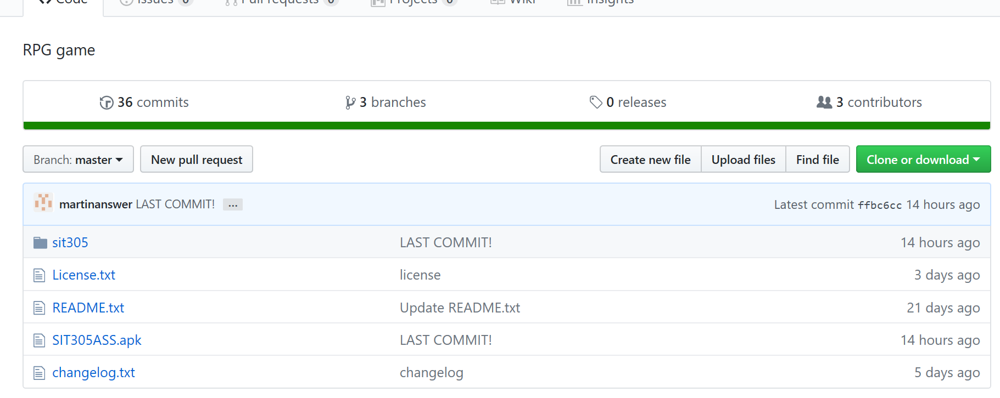 Code Issues 0 Pull requests 0 Projects 0 Wiki Insights
RPG game
36 commits 3 branches 0 releases 3 contributors
Branch: master New pull request Create new file Upload files Find file Clone or download
martinanswer LAST COMMIT! ... Latest commit ffbc6cc 14 hours ago
sit305 LAST COMMIT! 14 hours ago
License.txt license 3 days ago
README.txt Update README.txt 21 days ago
SIT305ASS.apk LAST COMMIT! 14 hours ago
changelog.txt changelog 5 days ago